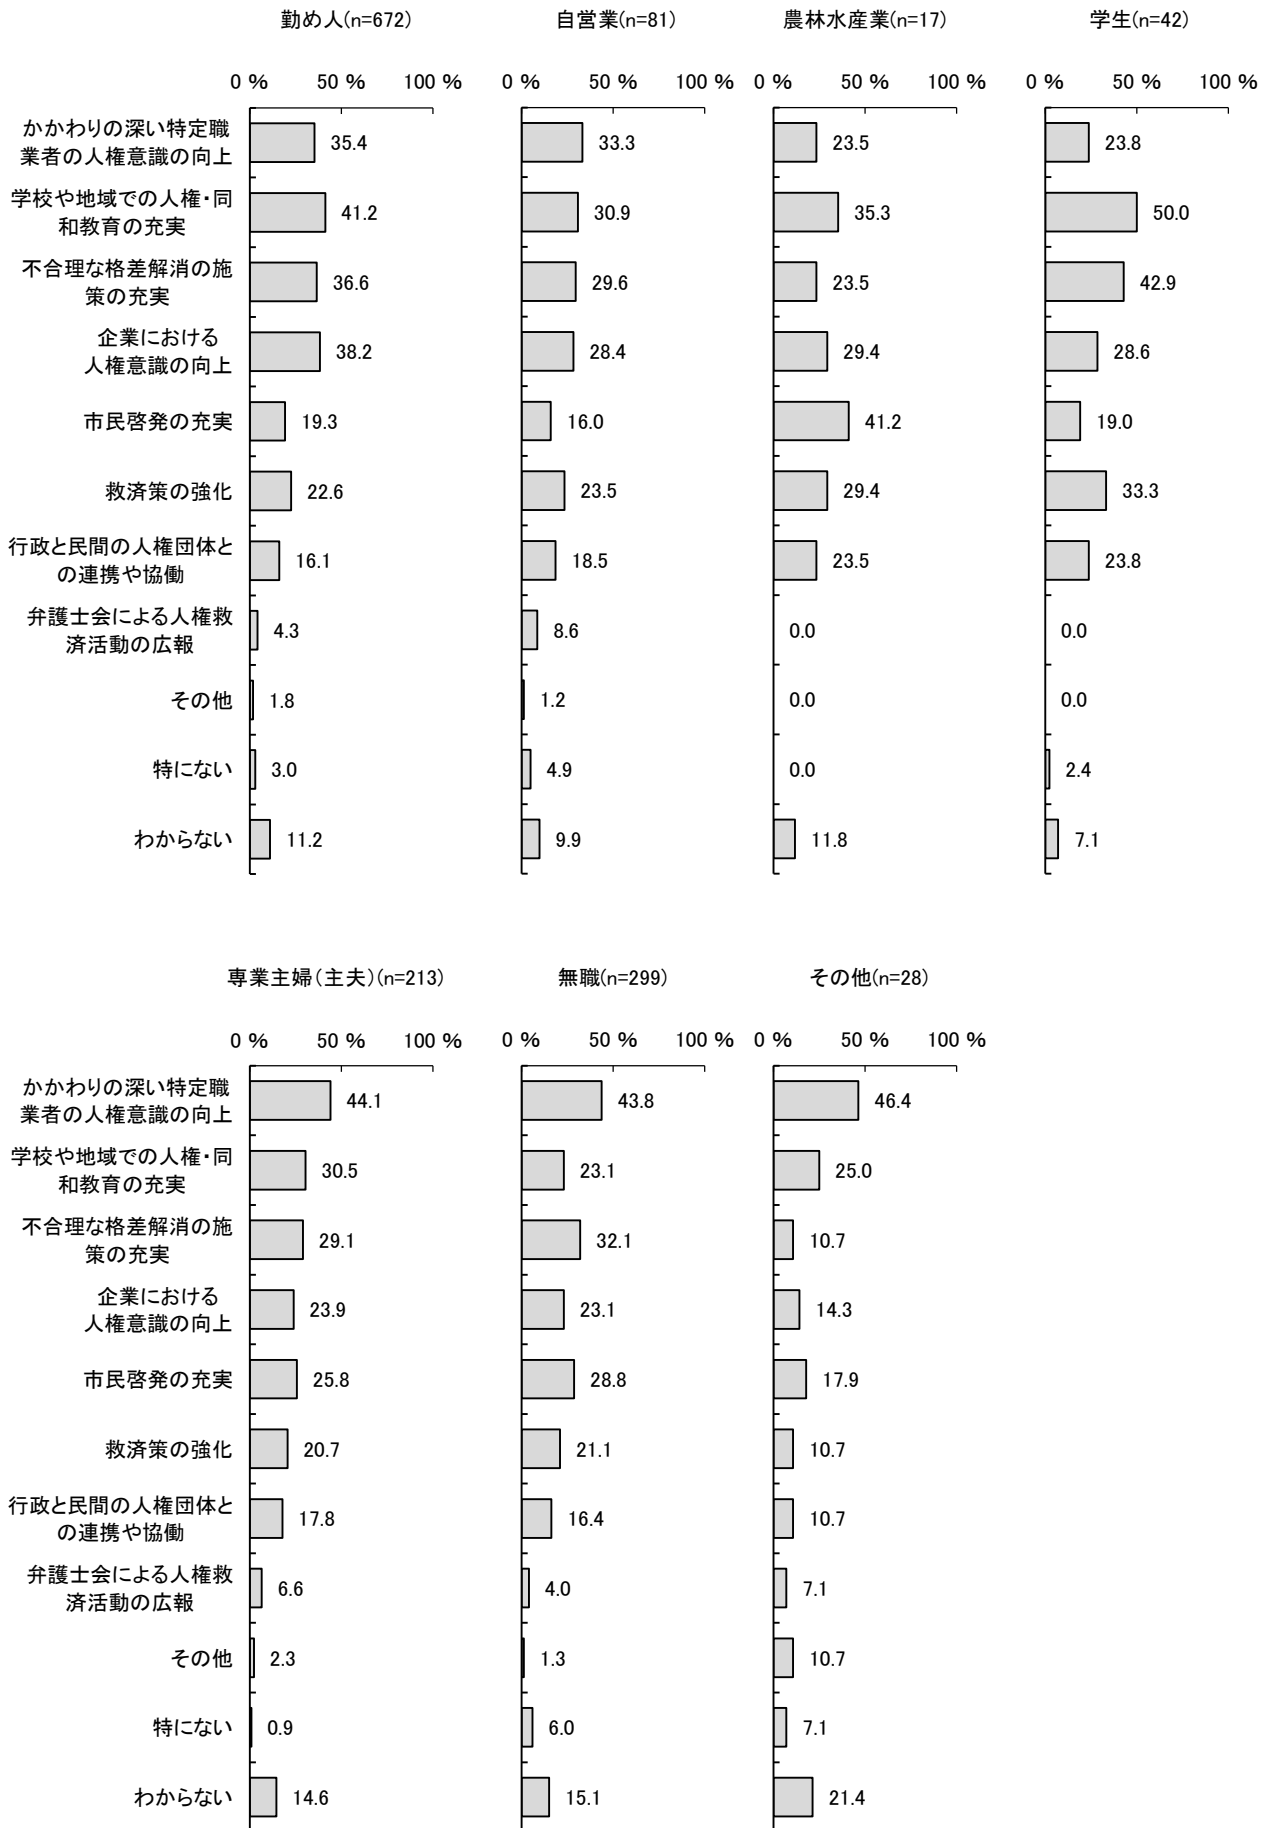 勤め人(n=672) 自営業(n=81) 農林水産業(n=17) 学生(n=42)
0 % 50 % 100 % 0 % 50 % 100 % 0 % 50 % 100 % 0 % 50 % 100 %
かかわりの深い特定職
業者の人権意識の向上
35.4 33.3 23.5 23.8
学校や地域での人権・同
和教育の充実
41.2 30.9 35.3 50.0
不合理な格差解消の施
策の充実
36.6 29.6 23.5 42.9
企業における
人権意識の向上
38.2 28.4 29.4 28.6
市民啓発の充実 19.3 16.0 41.2 19.0
救済策の強化 22.6 23.5 29.4 33.3
行政と民間の人権団体と
の連携や協働
16.1 18.5 23.5 23.8
弁護士会による人権救
済活動の広報
4.3 8.6 0.0 0.0
その他 1.8 1.2 0.0 0.0
特にない 3.0 4.9 0.0 2.4
わからない 11.2 9.9 11.8 7.1
専業主婦(主夫)(n=213) 無職(n=299) その他(n=28)
0 % 50 % 100 % 0 % 50 % 100 % 0 % 50 % 100 %
かかわりの深い特定職
業者の人権意識の向上
44.1 43.8 46.4
学校や地域での人権・同
和教育の充実
30.5 23.1 25.0
不合理な格差解消の施
策の充実
29.1 32.1 10.7
企業における
人権意識の向上
23.9 23.1 14.3
市民啓発の充実 25.8 28.8 17.9
救済策の強化 20.7 21.1 10.7
行政と民間の人権団体と
の連携や協働
17.8 16.4 10.7
弁護士会による人権救
済活動の広報
6.6 4.0 7.1
その他 2.3 1.3 10.7
特にない 0.9 6.0 7.1
わからない 14.6 15.1 21.4